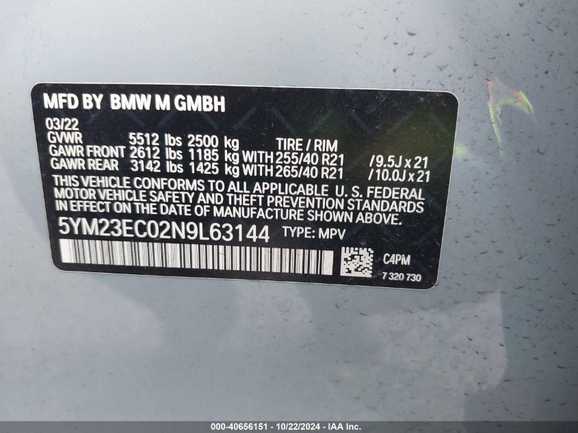 MFD BY BMW M GMBH
03/22
GVWR 5512 lbs 2500 kg TIRE / RIM
GAWR FRONT 2612 lbs 1185 kg WITH 255/40 R21 /9.5J x 21
GAWR REAR 3142 lbs 1425 kg WITH 265/40 R21 /10.0J x 21
THIS VEHICLE CONFORMS TO ALL APPLICABLE U. S. FEDERAL
MOTOR VEHICLE SAFETY AND THEFT PREVENTION STANDARDS
IN EFFECT ON THE DATE OF MANUFACTURE SHOWN ABOVE.
5YM23EC02N9L63144 TYPE: MPV
C4PM
7 320 730
000-40656151 - 10/22/2024 - IAA Inc.